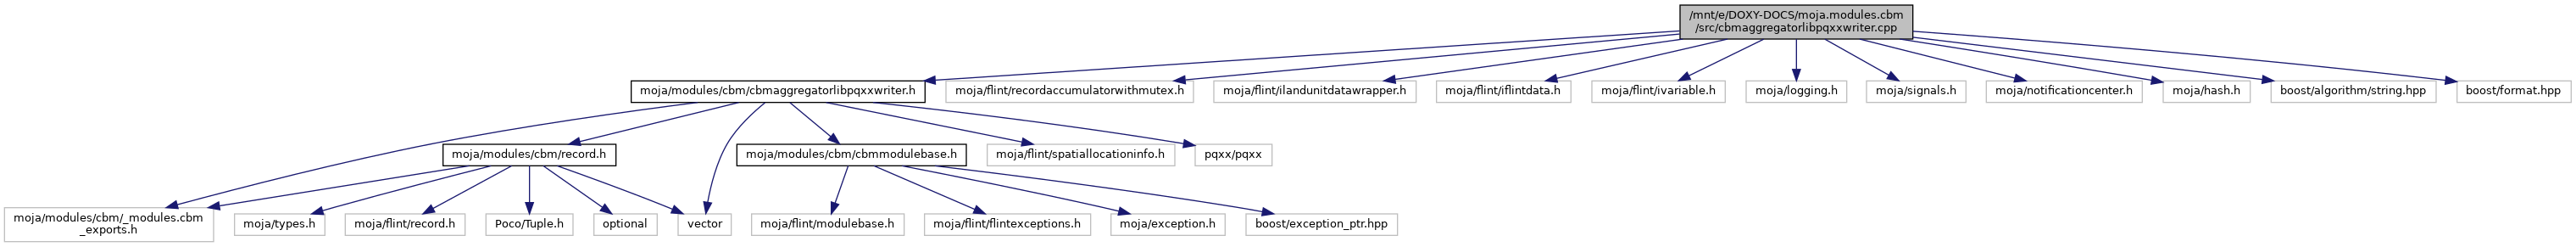 /mnt/e/DOXY-DOCS/moja.modules.cbm
/src/cbmaggregatorlibpqxxwriter.cpp
moja/modules/cbm/cbmaggregatorlibpqxxwriter.h
moja/flint/recordaccumulatorwithmutex.h
moja/flint/ilandunitdatawrapper.h
moja/flint/iflintdata.h
moja/flint/ivariable.h
moja/logging.h
moja/signals.h
moja/notificationcenter.h
moja/hash.h
boost/algorithm/string.hpp
boost/format.hpp
moja/modules/cbm/record.h
moja/modules/cbm/cbmmodulebase.h
moja/flint/spatiallocationinfo.h
pqxx/pqxx
moja/modules/cbm/_modules.cbm
_exports.h
moja/types.h
moja/flint/record.h
Poco/Tuple.h
optional
vector
moja/flint/modulebase.h
moja/flint/flintexceptions.h
moja/exception.h
boost/exception_ptr.hpp